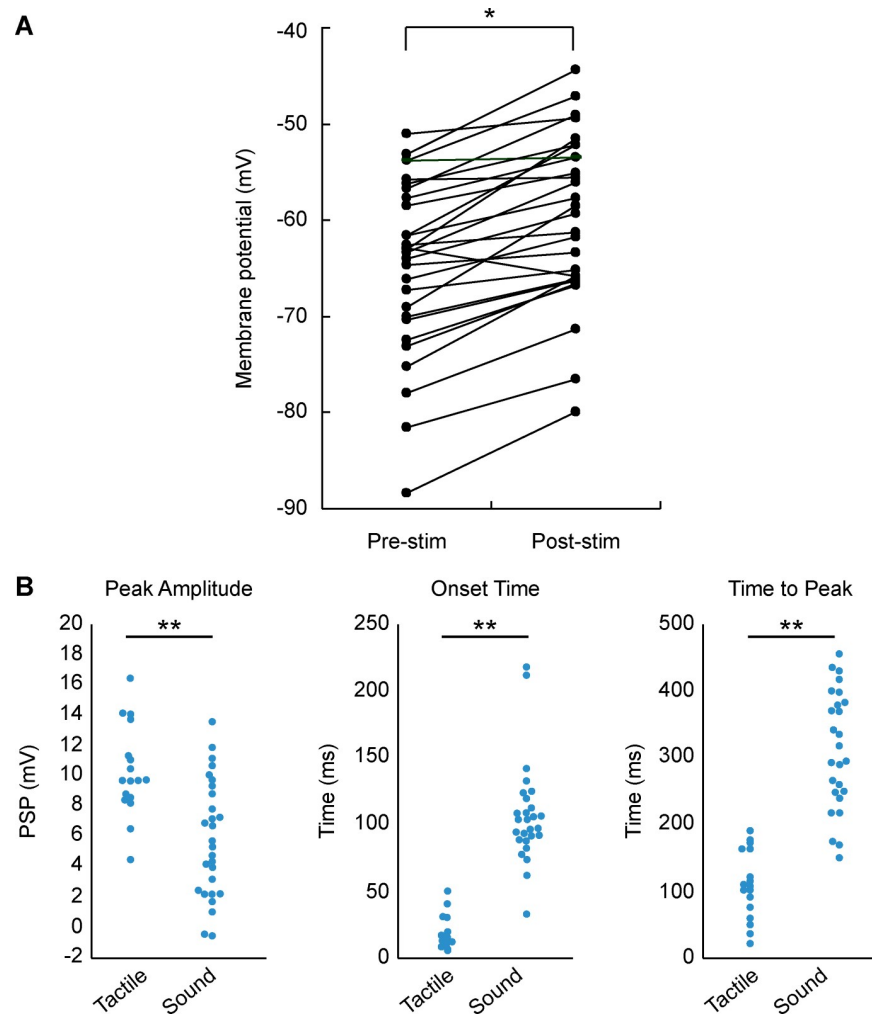 A
*
-40
-50
-60
-70
-80
-90
Membrane potential (mV)
Pre-stim Post-stim
B
Peak Amplitude
20
18
16
14
12
10
8
6
4
2
0
-2
PSP (mV)
**
Tactile
Sound
Onset Time
250
200
150
100
50
0
Time (ms)
**
Tactile
Sound
Time to Peak
500
400
300
200
100
0
Time (ms)
**
Tactile
Sound